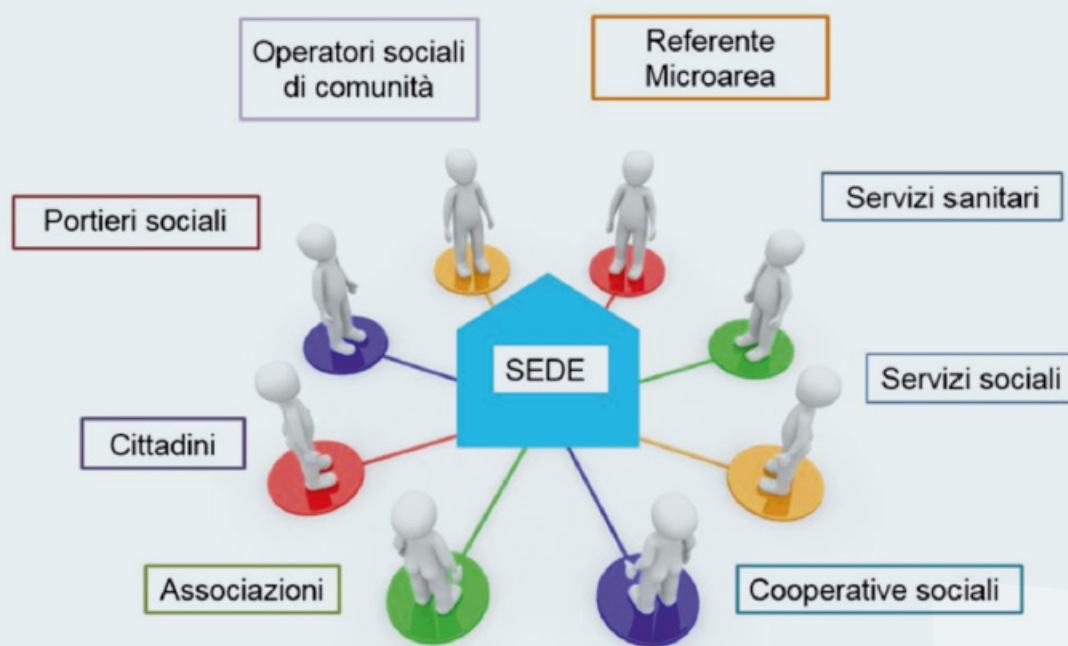 Operatori sociali
di comunità
Referente
Microarea
Portieri sociali
Servizi sanitari
SEDE
Servizi sociali
Cittadini
Associazioni
Cooperative sociali